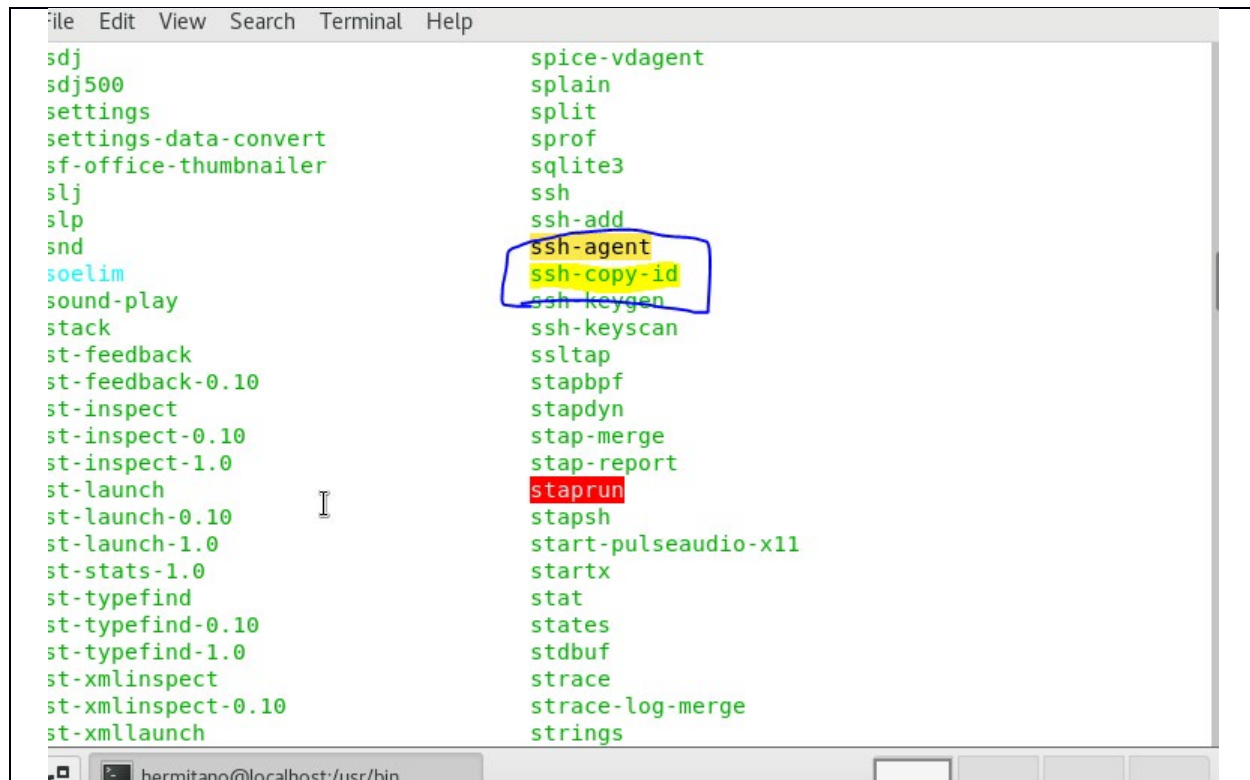 File Edit View Search Terminal Help
sdj spice-vdagent
sdj500 splain
settings split
settings-data-convert sprof
sf-office-thumbnailer sqlite3
slj ssh
slp ssh-add
snd ssh-agent
soelim ssh-copy-id
sound-play ssh-keygen
stack ssh-keyscan
st-feedback ssltap
st-feedback-0.10 stapbpf
st-inspect stapdyn
st-inspect-0.10 stap-merge
st-inspect-1.0 stap-report
st-launch staprun
st-launch-0.10 stapsh
st-launch-1.0 start-pulseaudio-x11
st-stats-1.0 startx
st-typefind stat
st-typefind-0.10 states
st-typefind-1.0 stdbuf
st-xmlinspect strace
st-xmlinspect-0.10 strace-log-merge
st-xmllaunch strings
hermitano@localhost:/usr/bin